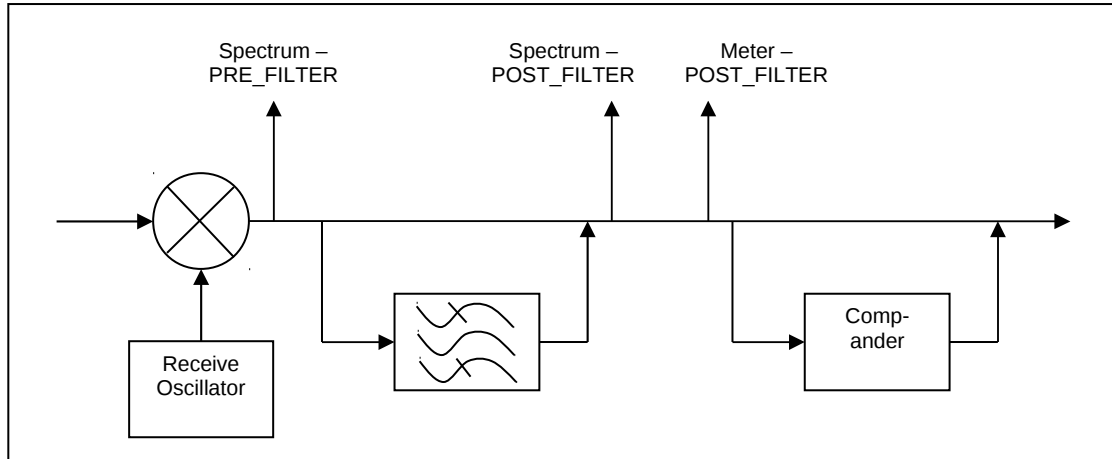 Spectrum –
PRE_FILTER
Spectrum –
POST_FILTER
Meter –
POST_FILTER
Receive
Oscillator
Comp-
ander